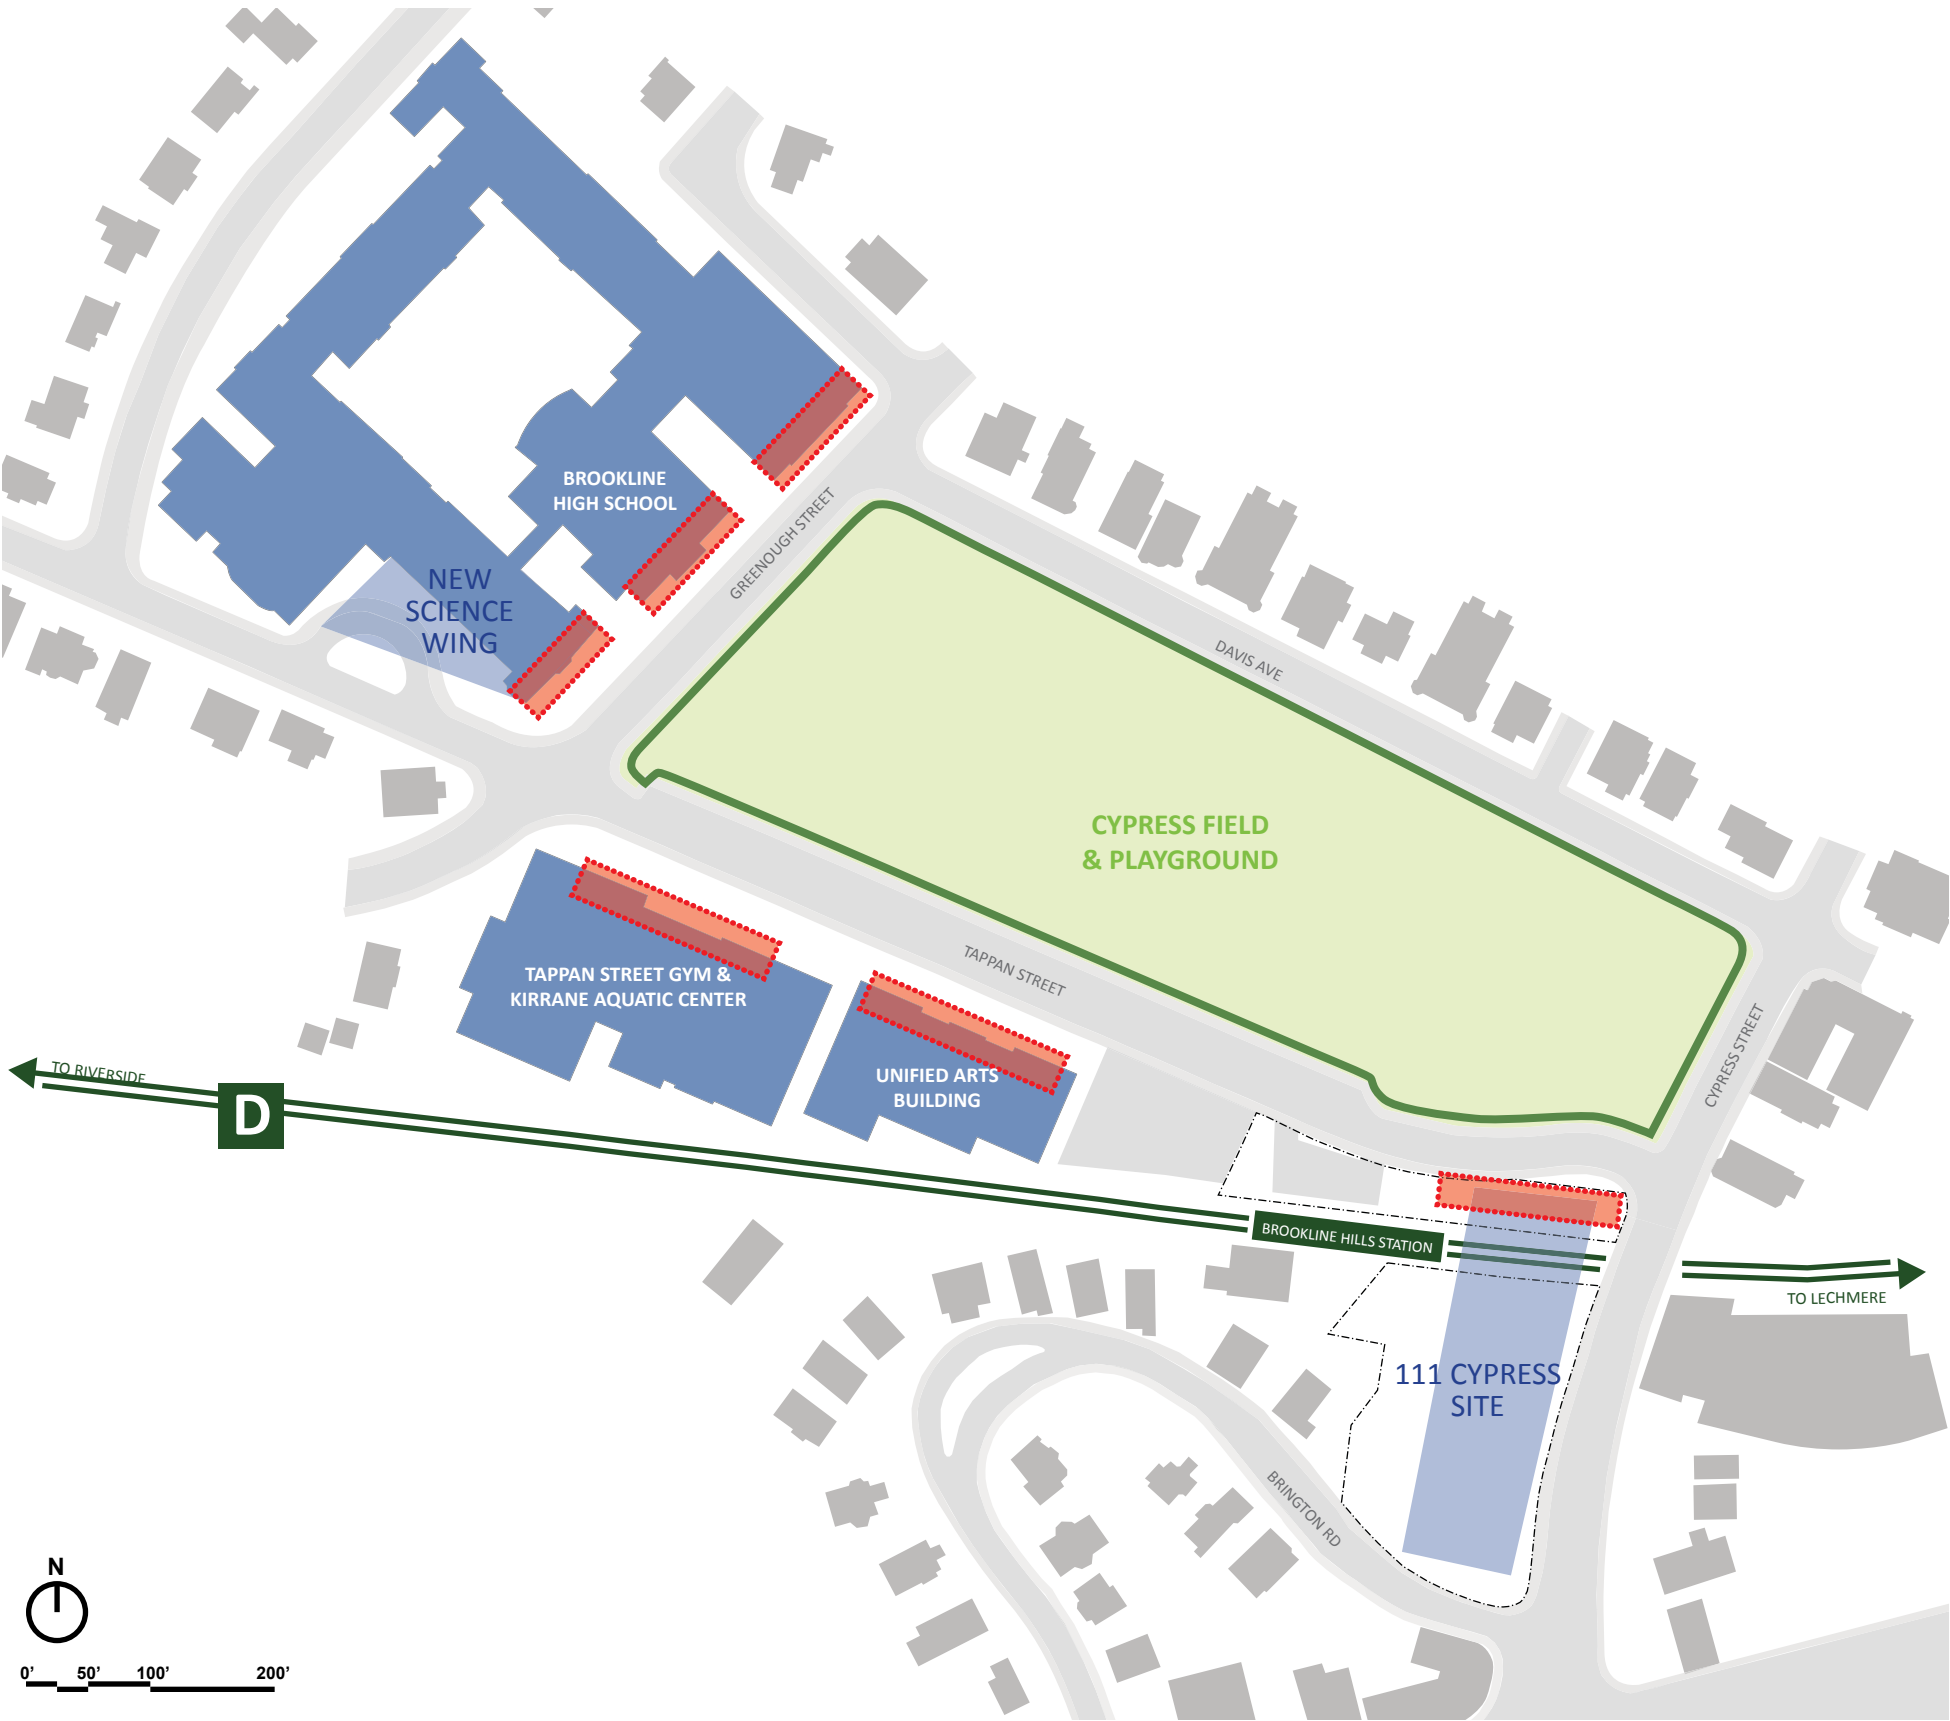 BROOKLINE
HIGH SCHOOL
GREENOUGH STREET
NEW
SCIENCE
WING
DAVIS AVE
CYPRESS FIELD
& PLAYGROUND
TAPPAN STREET
TAPPAN STREET GYM &
KIRRANE AQUATIC CENTER
CYPRESS STREET
TO RIVERSIDE
D
UNIFIED ARTS
BUILDING
BROOKLINE HILLS STATION
TO LECHMERE
111 CYPRESS
SITE
BRINGTON RD
N
0' 50' 100' 200'